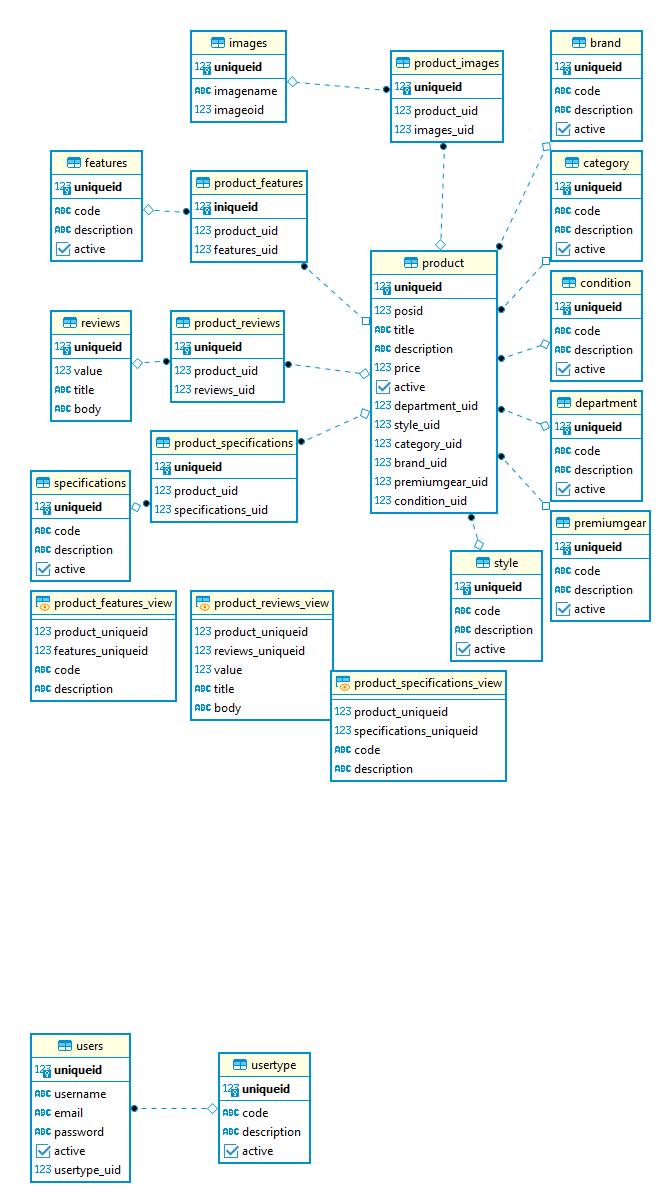 images
123 uniqueid
ABC imagename
123 imageoid
product_images
123 uniqueid
123 product_uid
123 images_uid
brand
123 uniqueid
ABC code
ABC description
active
features
123 uniqueid
ABC code
ABC description
active
product_features
123 iniqueid
123 product_uid
123 features_uid
category
123 uniqueid
ABC code
ABC description
active
product
123 uniqueid
123 posid
ABC title
ABC description
123 price
active
123 department_uid
123 style_uid
123 category_uid
123 brand_uid
123 premiumgear_uid
123 condition_uid
condition
123 uniqueid
ABC code
ABC description
active
reviews
123 uniqueid
123 value
ABC title
ABC body
product_reviews
123 uniqueid
123 product_uid
123 reviews_uid
department
123 uniqueid
ABC code
ABC description
active
product_specifications
123 uniqueid
123 product_uid
123 specifications_uid
specifications
123 uniqueid
ABC code
ABC description
active
premiumgear
123 uniqueid
ABC code
ABC description
active
style
123 uniqueid
ABC code
ABC description
active
product_features_view
123 product_uniqueid
123 features_uniqueid
ABC code
ABC description
product_reviews_view
123 product_uniqueid
123 reviews_uniqueid
123 value
ABC title
ABC body
product_specifications_view
123 product_uniqueid
123 specifications_uniqueid
ABC code
ABC description
users
123 uniqueid
ABC username
ABC email
ABC password
active
123 usertype_uid
usertype
123 uniqueid
ABC code
ABC description
active